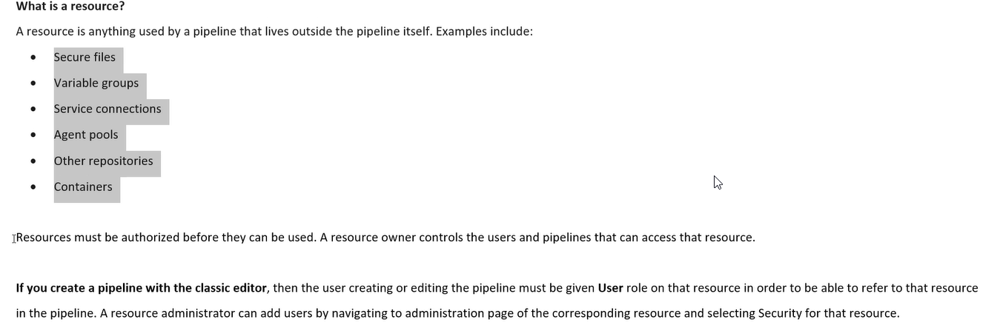 What is a resource?
A resource is anything used by a pipeline that lives outside the pipeline itself. Examples include:
• Secure files
• Variable groups
• Service connections
• Agent pools
• Other repositories
• Containers
Resources must be authorized before they can be used. A resource owner controls the users and pipelines that can access that resource.
If you create a pipeline with the classic editor, then the user creating or editing the pipeline must be given User role on that resource in order to be able to refer to that resource
in the pipeline. A resource administrator can add users by navigating to administration page of the corresponding resource and selecting Security for that resource.